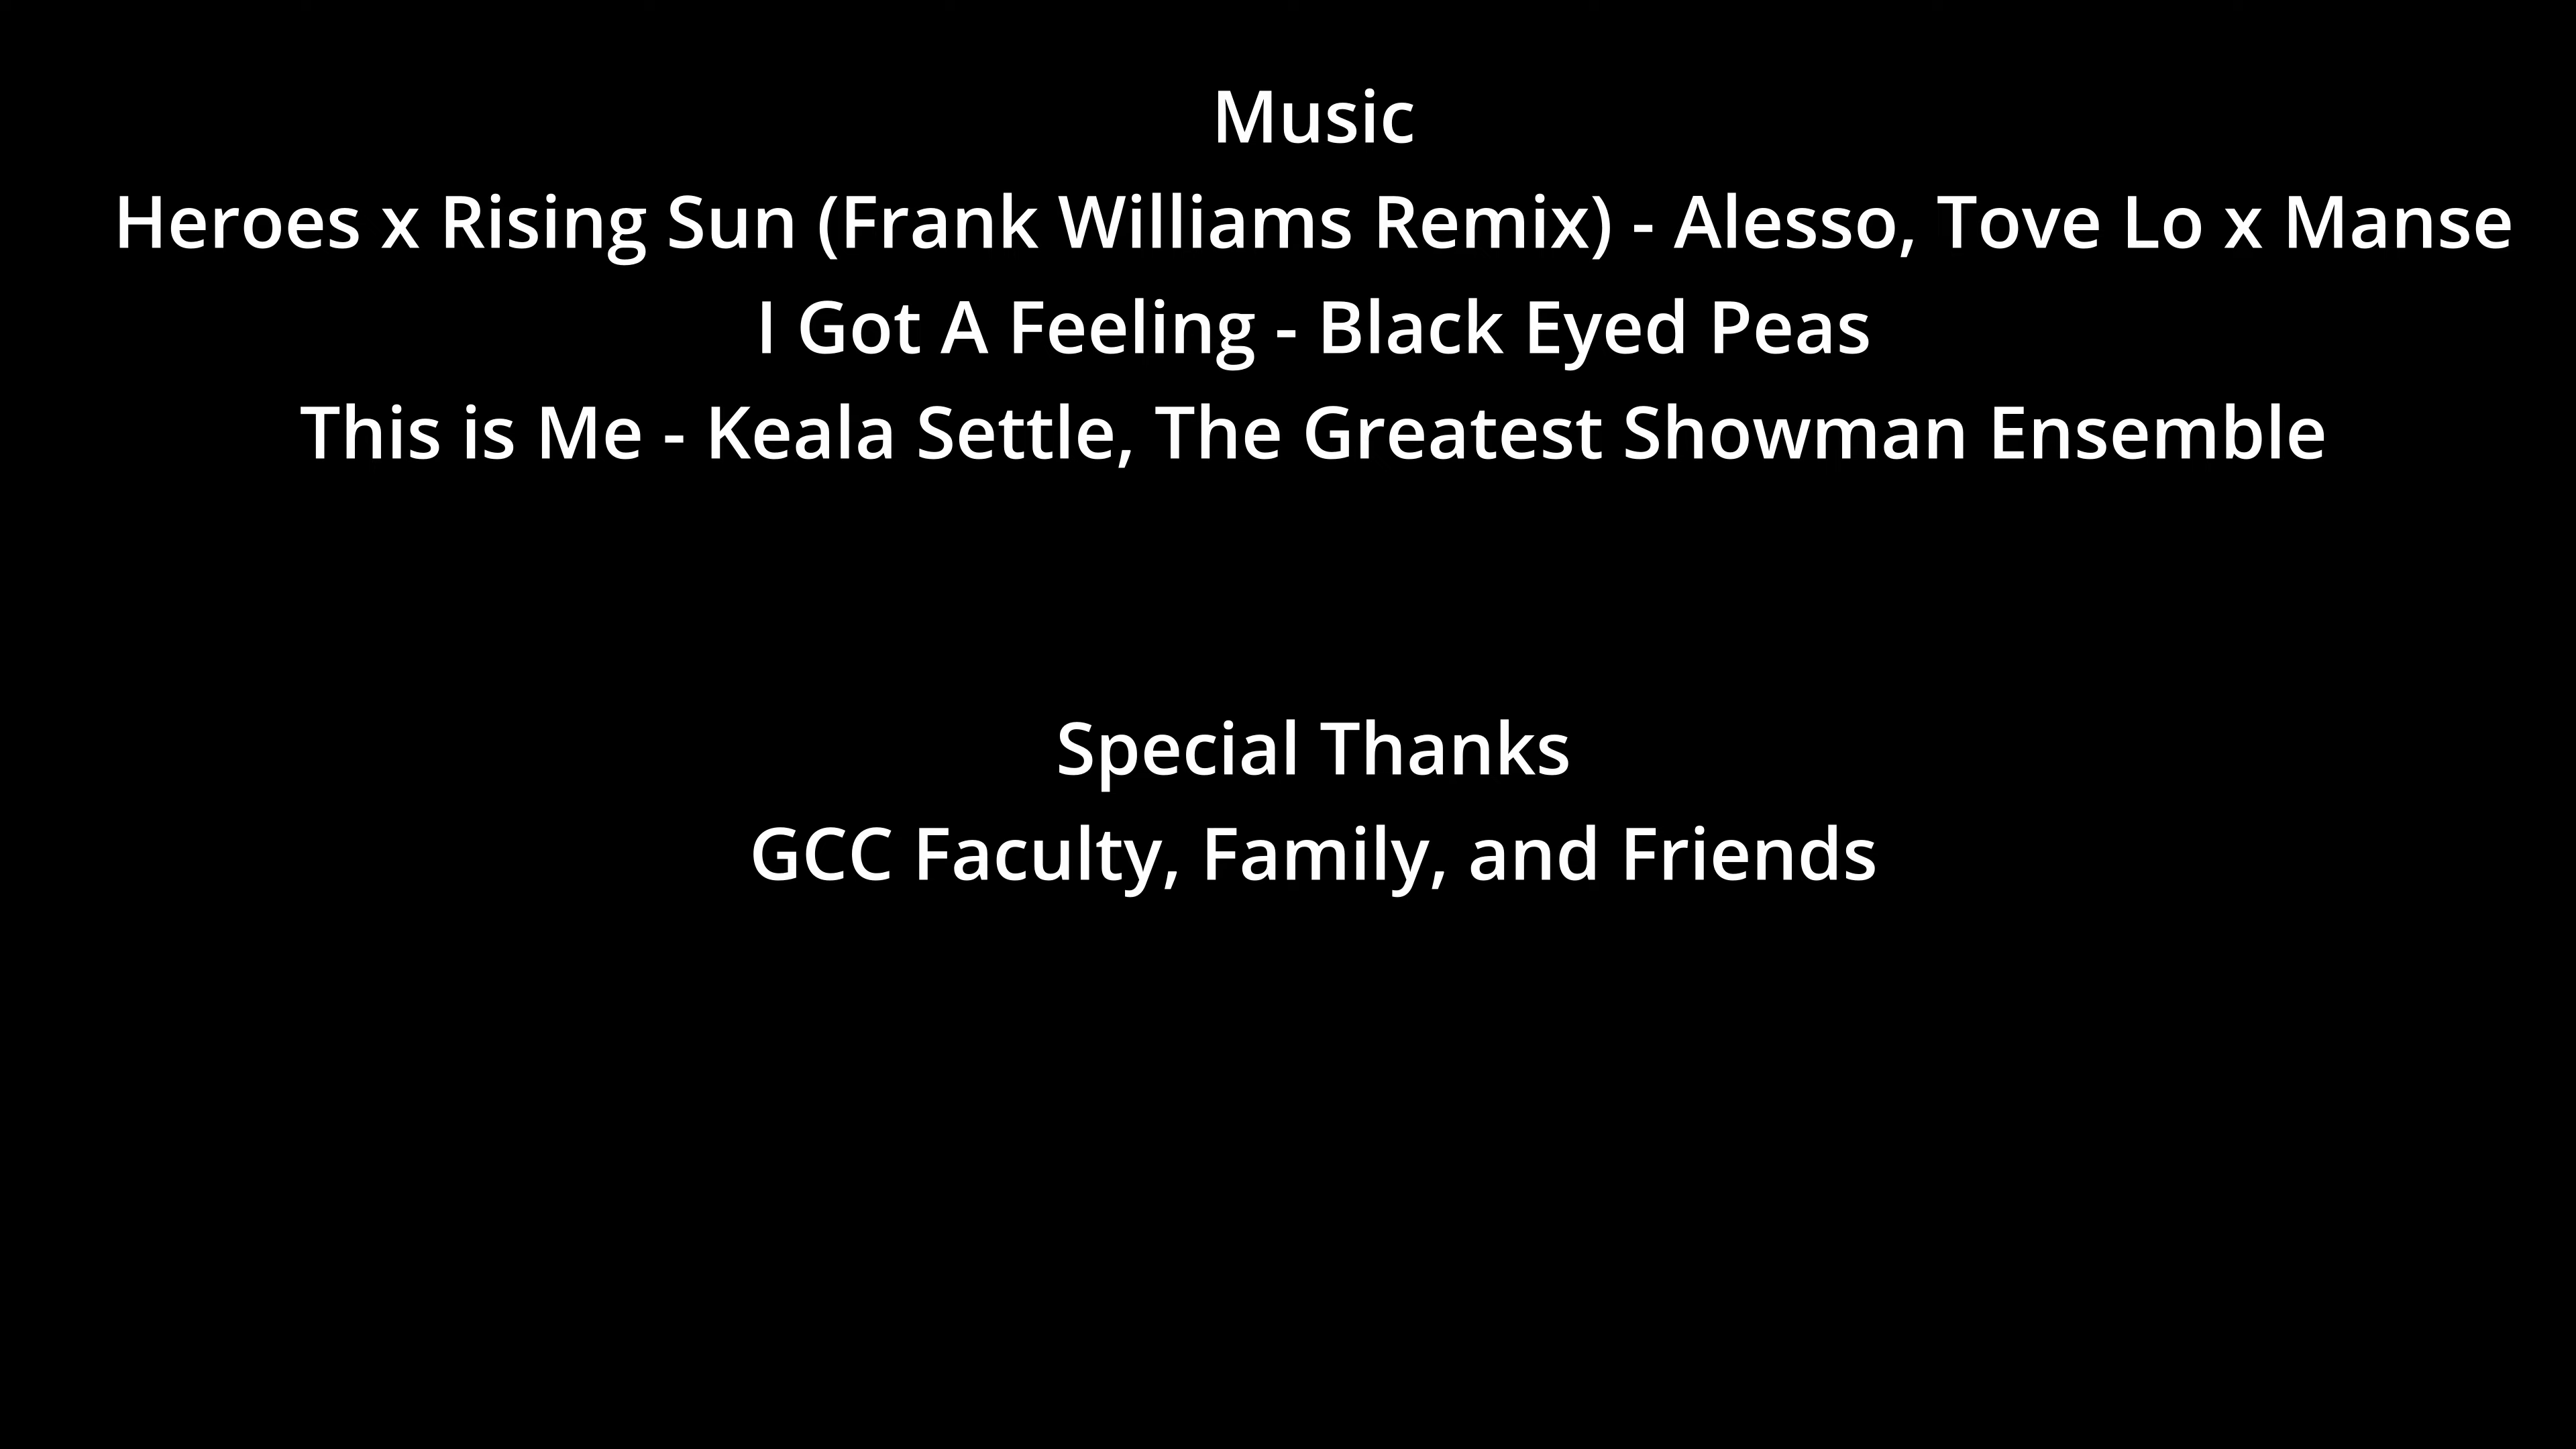 Music
Heroes x Rising Sun (Frank Williams Remix) - Alesso, Tove Lo x Manse
I Got A Feeling - Black Eyed Peas
This is Me - Keala Settle, The Greatest Showman Ensemble
Special Thanks
GCC Faculty, Family, and Friends